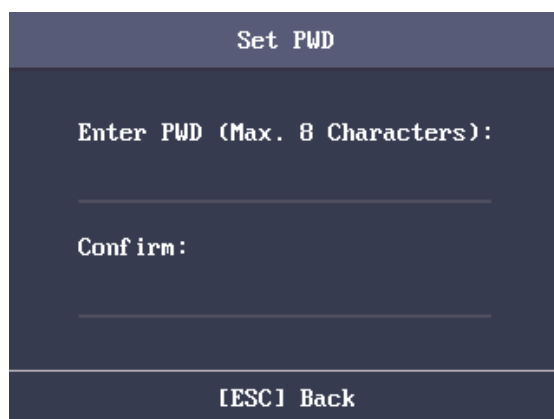 Set PWD
Enter PWD (Max. 8 Characters):
Confirm:
[ESC] Back